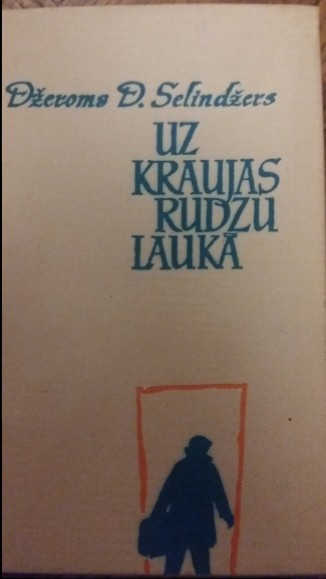 Džeroms D. Selindžers
UZ
KRAUJAS
RUDZU
LAUKĀ